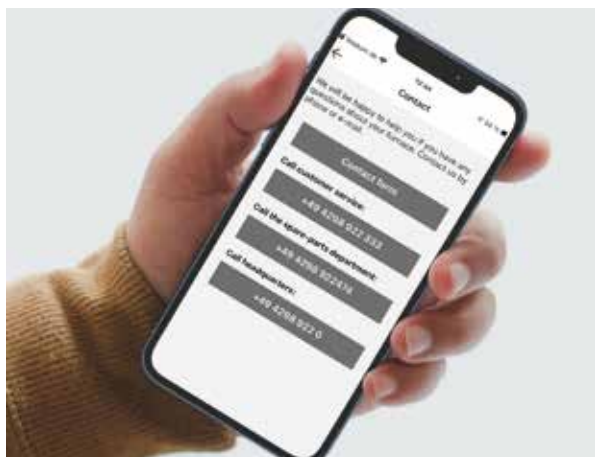 Contact
We will be happy to help you if you have any
questions about your furnace. Contact us by
phone or e-mail.
Contact form
Call customer service:
+49 4298 922 333
Call the spare-parts department:
+49 4298 922474
Call headquarters:
+49 4298 922 0